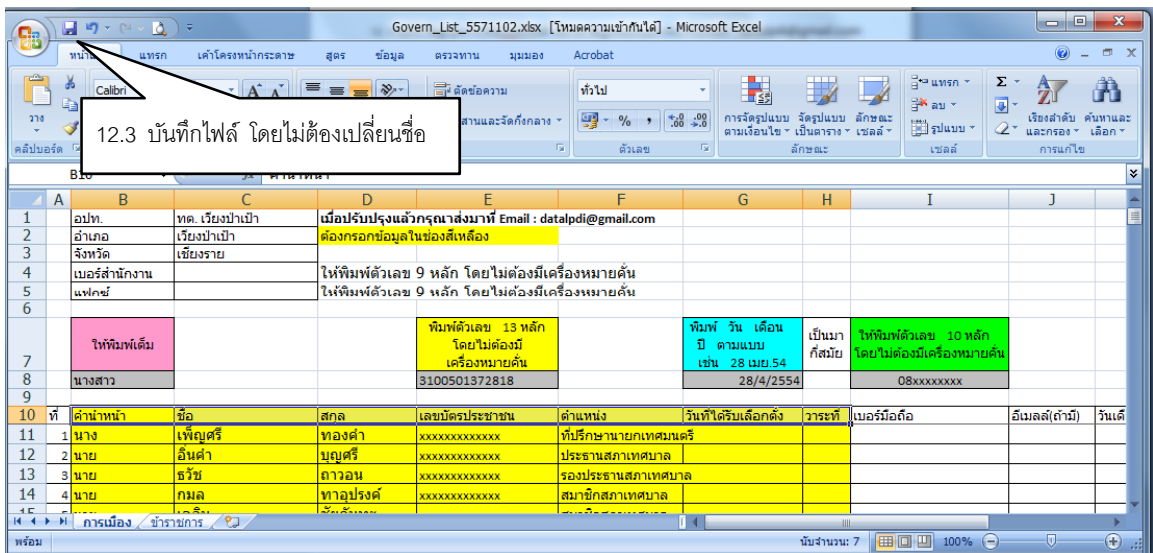 Govern_List_5571102.xlsx [โหมดความเข้ากันได้] - Microsoft Excel
แทรก เค้าโครงหน้ากระดาษ สูตร ข้อมูล ตรวจทาน มุมมอง Acrobat
Calibri ตัดข้อความ ทั่วไป แทรก
วาง การจัดรูปแบบ จัดรูปแบบ ลักษณะ ลบ เรียงลำดับ ค้นหาและ
ตามเงื่อนไข เป็นตาราง เซลล์ รูปแบบ และกรอง เลือก
คลิปบอร์ด ตัวเลข ลักษณะ เซลล์ การแก้ไข
12.3 บันทึกไฟล์ โดยไม่ต้องเปลี่ยนชื่อ
A B C D E F G H I J
1 อปท. ทต. เวียงป่าเป้า เมื่อปรับปรุงแล้วกรุณาส่งมาที่ Email : datalpdi@gmail.com
2 อำเภอ เวียงป่าเป้า ต้องกรอกข้อมูลในช่องสีเหลือง
3 จังหวัด เชียงราย
4 เบอร์สำนักงาน ให้พิมพ์ตัวเลข 9 หลัก โดยไม่ต้องมีเครื่องหมายคั่น
5 แฟกซ์ ให้พิมพ์ตัวเลข 9 หลัก โดยไม่ต้องมีเครื่องหมายคั่น
6
7 ให้พิมพ์เต็ม พิมพ์ตัวเลข 13 หลัก โดยไม่ต้องมี เครื่องหมายคั่น พิมพ์ วัน เดือน ปี ตามแบบ เช่น 28 เมย.54 เป็นมา กี่สมัย ให้พิมพ์ตัวเลข 10 หลัก โดยไม่ต้องมีเครื่องหมายคั่น
8 นางสาว 3100501372818 28/4/2554 08xxxxxxxx
9
10 ที่ คำนำหน้า ชื่อ สกุล เลขบัตรประชาชน ตำแหน่ง วันที่ได้รับเลือกตั้ง วาระที่ เบอร์มือถือ อีเมลล์(ถ้ามี) วันเดื
11 1 นาง เพ็ญศรี ทองคำ xxxxxxxxxxxxx ที่ปรึกษานายกเทศมนตรี
12 2 นาย อินคำ บุญศรี xxxxxxxxxxxxx ประธานสภาเทศบาล
13 3 นาย ธวัช ถาวอน xxxxxxxxxxxxx รองประธานสภาเทศบาล
14 4 นาย กมล ทาอุปรงค์ xxxxxxxxxxxxx สมาชิกสภาเทศบาล
การเมือง ข้าราชการ
พร้อม นับจำนวน: 7 100%